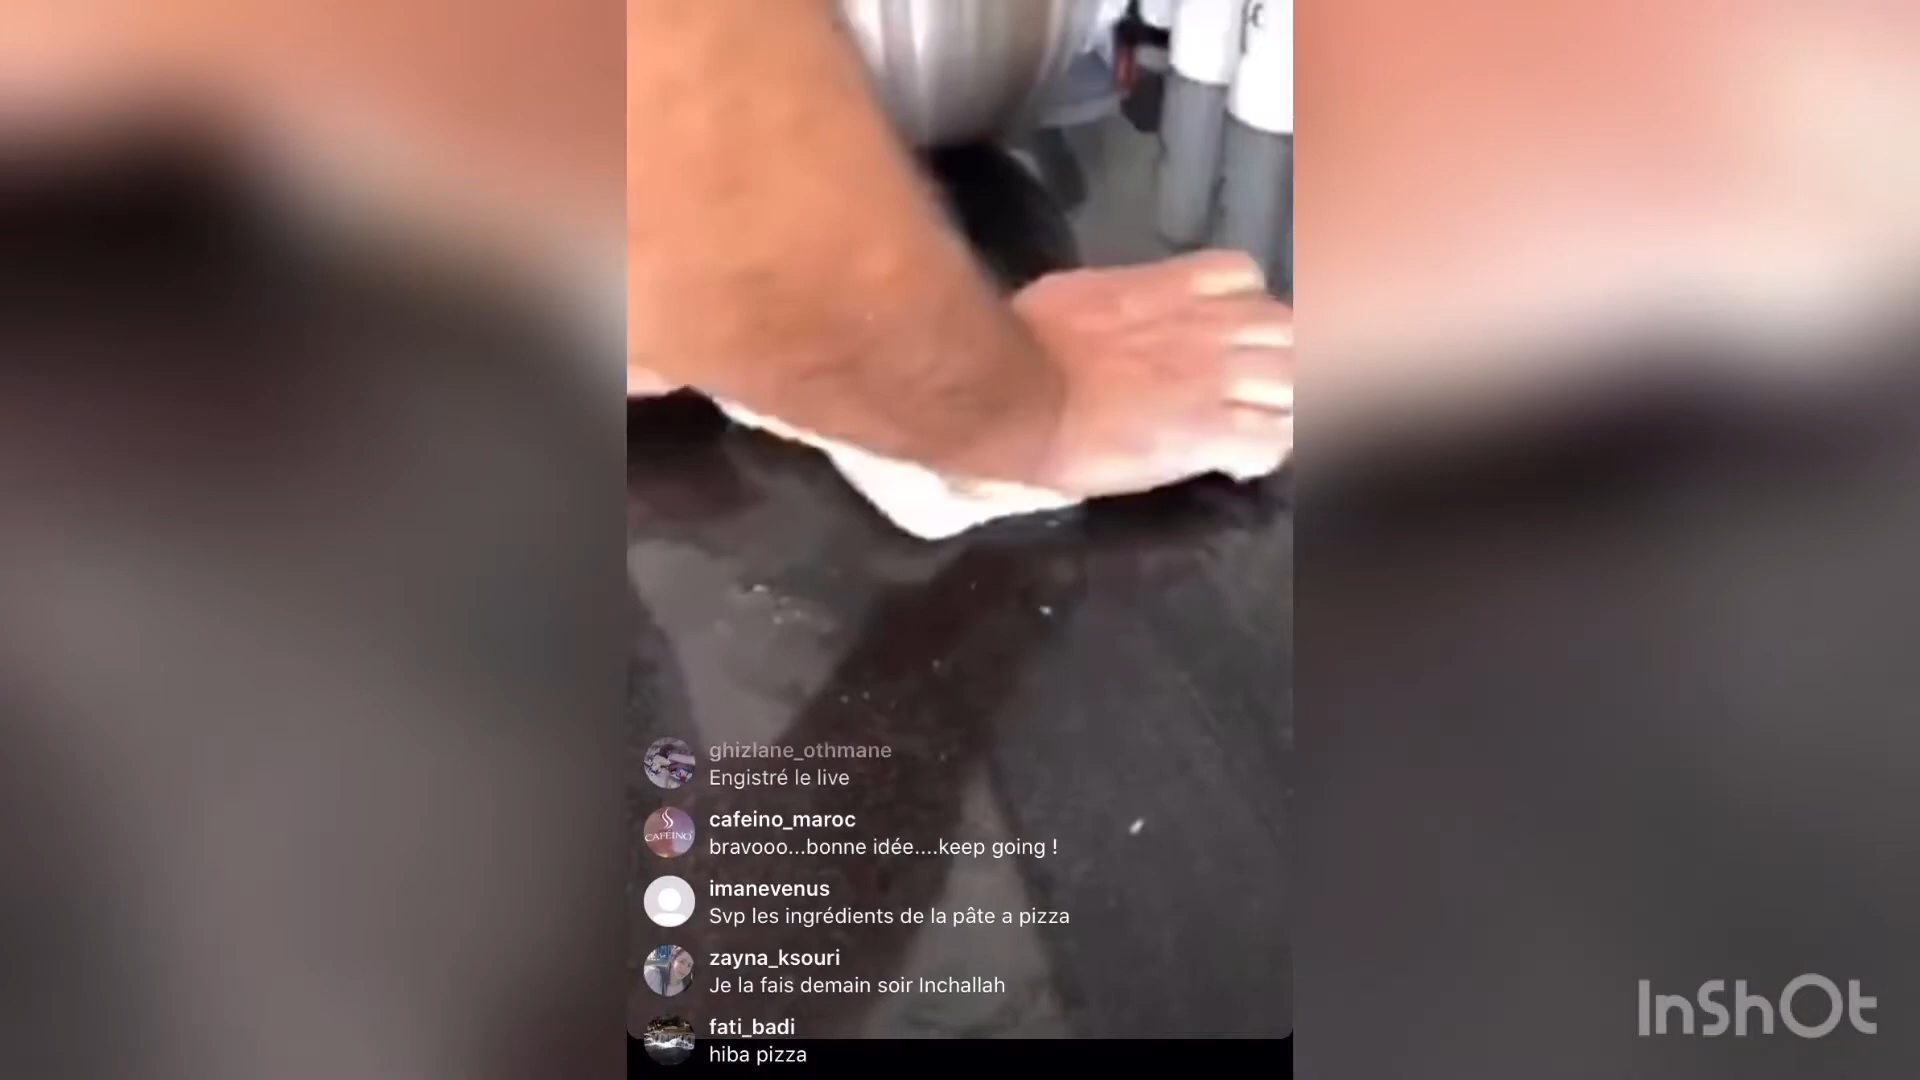 ghizlane_othmane
Engistré le live
cafeino_maroc
CAFEINO
bravooo...bonne idée....keep going !
imanevenus
Svp les ingrédients de la pâte a pizza
zayna_ksouri
Je la fais demain soir Inchallah
fati_badi
hiba pizza
InShOt